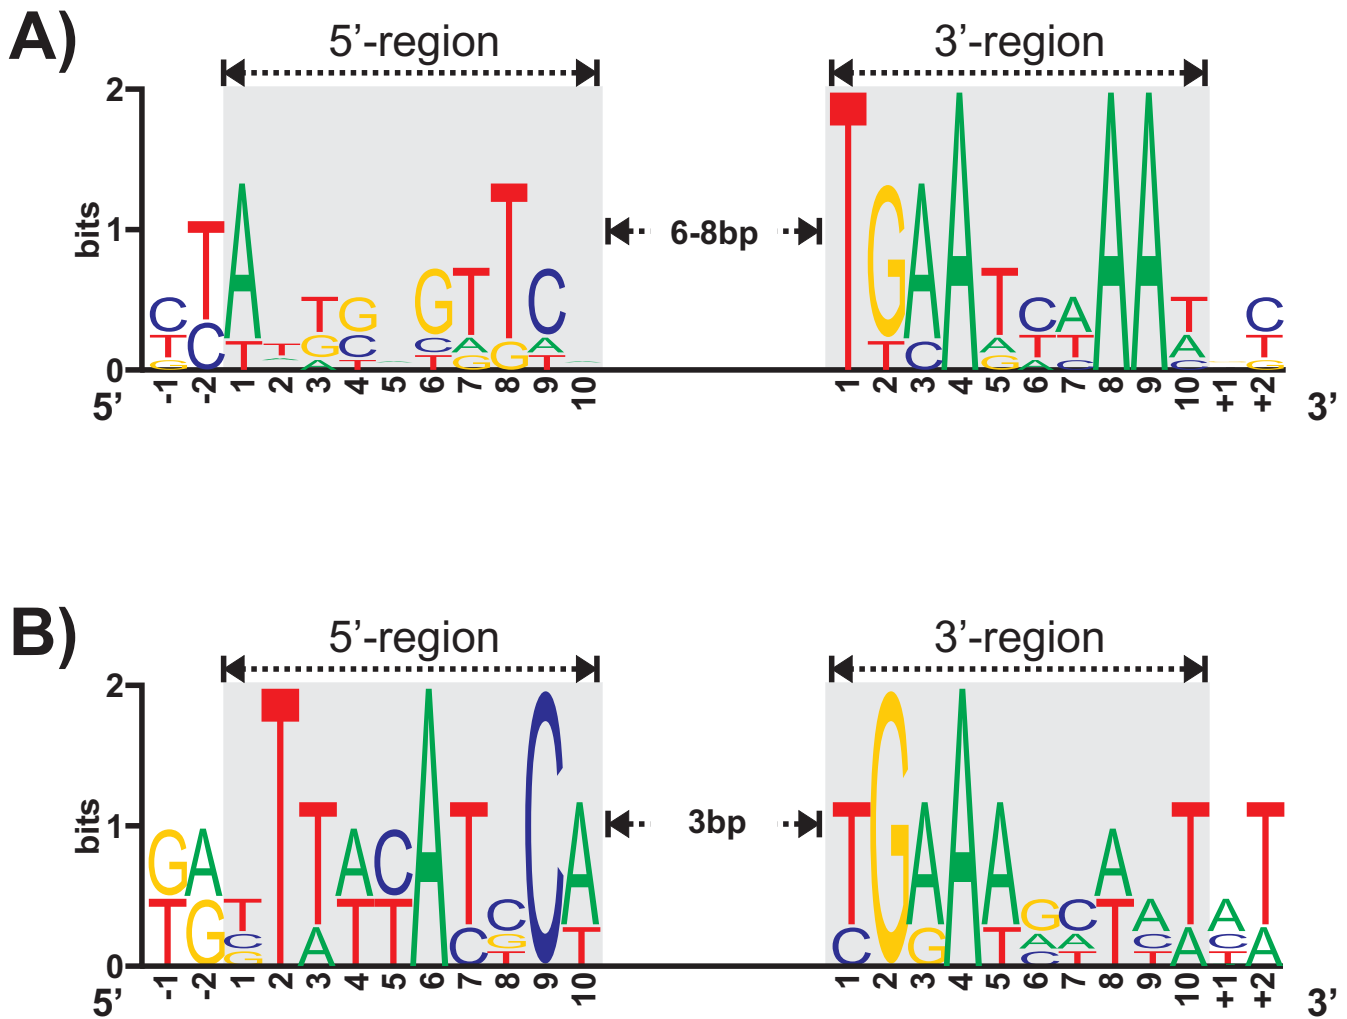 A)
5’-region 3’-region
2
1
0
bits
6-8bp
C T G T C A T T A T G A G C T G C T T A G T G C A T
T G T A C A T A G C T A T C A A T A C C T G
5’ -1 -2 1 2 3 4 5 6 7 8 9 10 1 2 3 4 5 6 7 8 9 10 +1 +2 3’
B)
5’-region 3’-region
2
1
0
bits
3bp
G T A G T C G T T A A T C T A T C C G T C A T
T C G A G A A T G A C C A T A T A C T T A A C T T A
5’ -1 -2 1 2 3 4 5 6 7 8 9 10 1 2 3 4 5 6 7 8 9 10 +1 +2 3’